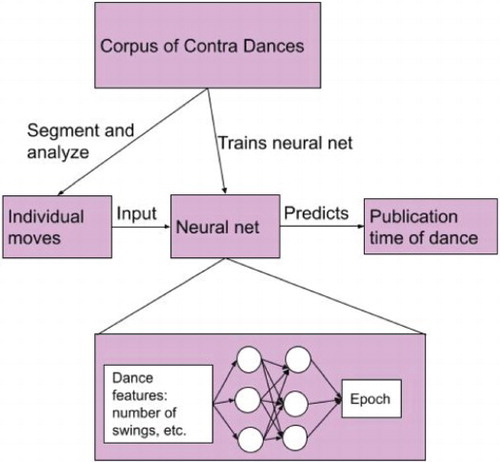 Corpus of Contra Dances
Segment and
analyze
Trains neural net
Individual
moves
Input
Neural net
Predicts
Publication
time of dance
Dance
features:
number of
swings, etc.
Epoch